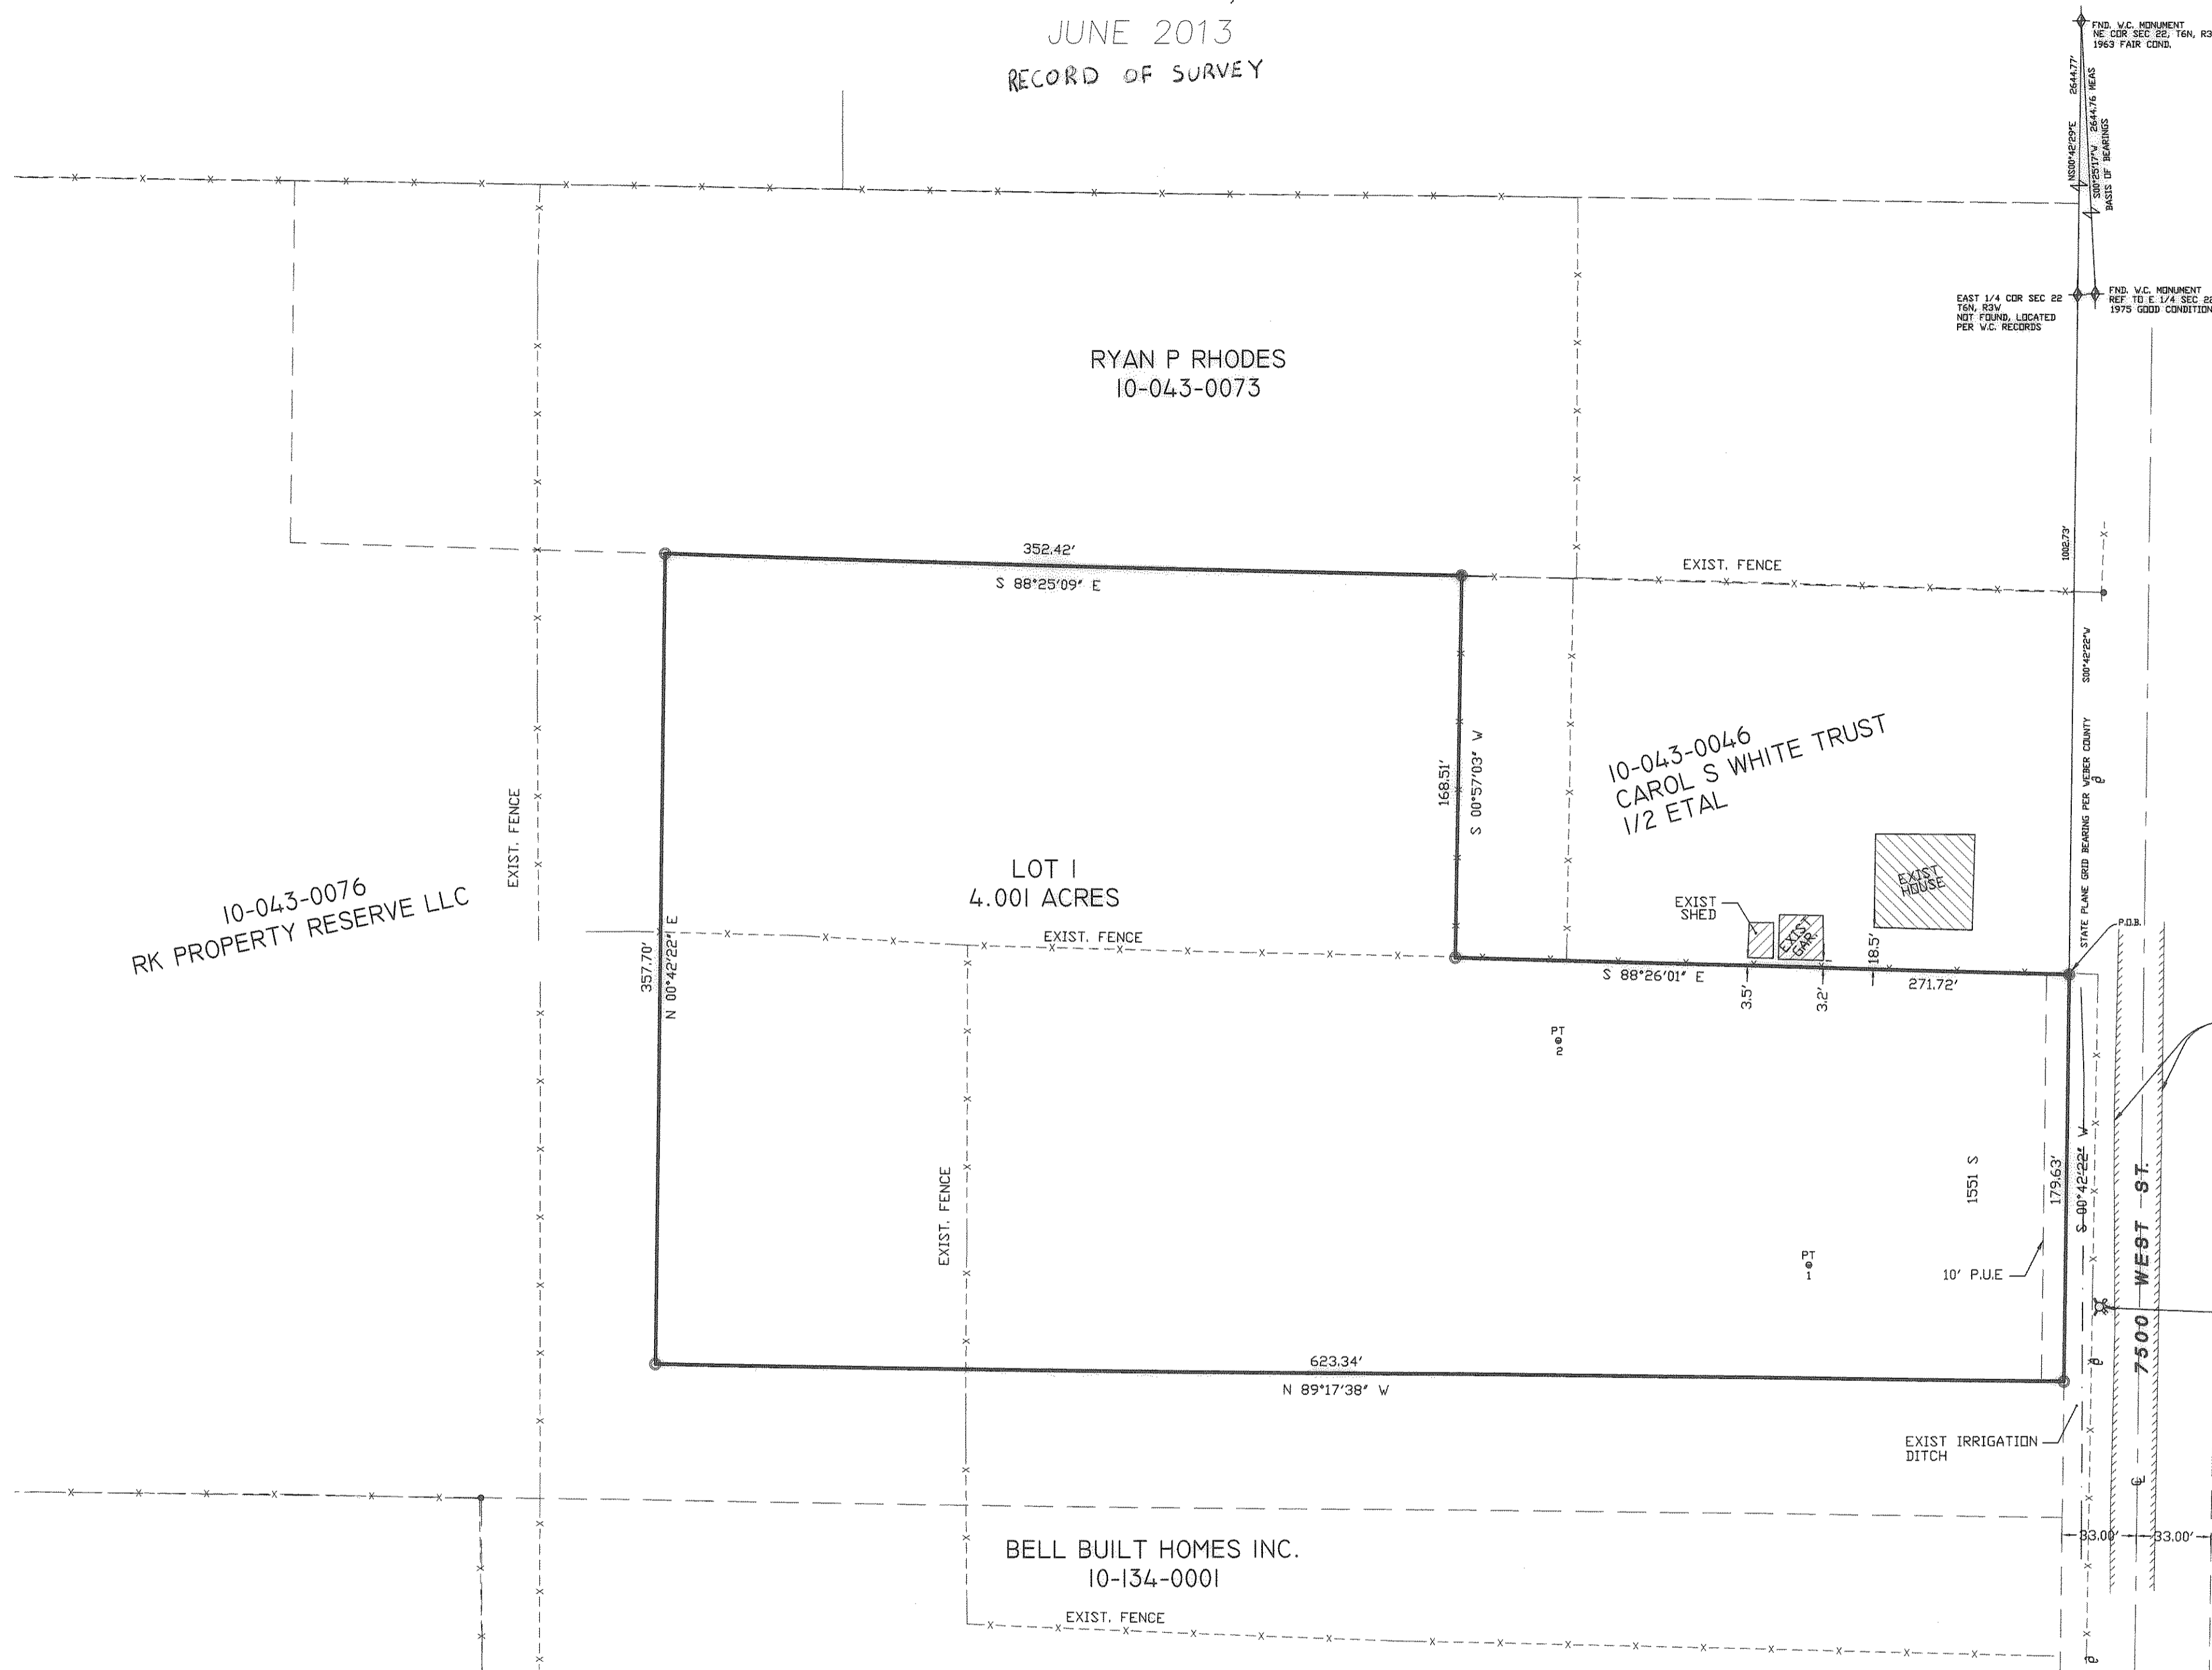 JUNE 2013
RECORD OF SURVEY
FND. W.C. MONUMENT
NE COR SEC 22, T6N, R3
1963 FAIR COND.
2644.77'
NS00°42'29"E
S00°25'17"W 2644.76 MEAS
BASIS OF BEARINGS
EAST 1/4 COR SEC 22
T6N, R3W
NOT FOUND, LOCATED
PER W.C. RECORDS
FND. W.C. MONUMENT
REF TO E 1/4 SEC 22
1975 GOOD CONDITION
RYAN P RHODES
10-043-0073
352.42'
S 88°25'09" E
EXIST. FENCE
1002.73'
S00°42'22"W
STATE PLANE GRID BEARING PER WEBER COUNTY
168.51'
S 00°57'03" W
10-043-0046
CAROL S WHITE TRUST
1/2 ETAL
EXIST. FENCE
10-043-0076
RK PROPERTY RESERVE LLC
LOT 1
4.001 ACRES
EXIST. FENCE
357.70'
N 00°42'22" E
EXIST
SHED
EXIST
GAR.
EXIST
HOUSE
P.O.B.
S 88°26'01" E
271.72'
3.5'
3.2'
18.5'
PT
2
EXIST. FENCE
1551 S
179.63'
S 00°42'22" W
7500 WEST ST.
PT
1
10' P.U.E
623.34'
N 89°17'38" W
EXIST IRRIGATION
DITCH
33.00'
33.00'
BELL BUILT HOMES INC.
10-134-0001
EXIST. FENCE